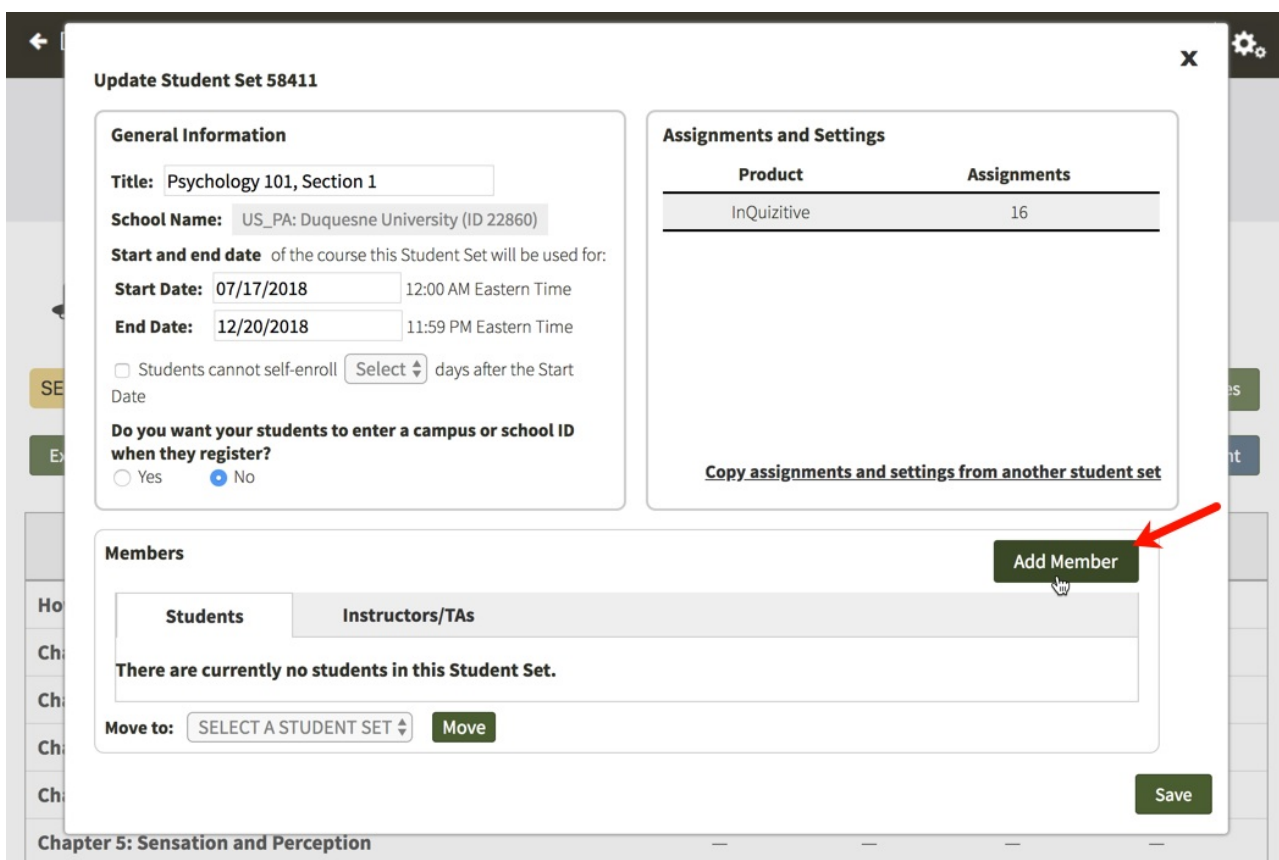 Update Student Set 58411
X
General Information
Title: Psychology 101, Section 1
School Name: US_PA: Duquesne University (ID 22860)
Start and end date of the course this Student Set will be used for:
Start Date: 07/17/2018 12:00 AM Eastern Time
End Date: 12/20/2018 11:59 PM Eastern Time
Students cannot self-enroll Select days after the Start
Date
Do you want your students to enter a campus or school ID
when they register?
Yes No
Assignments and Settings
Product Assignments
InQuizitive 16
Copy assignments and settings from another student set
Members
Add Member
Students Instructors/TAs
There are currently no students in this Student Set.
Move to: SELECT A STUDENT SET Move
Save
Chapter 5: Sensation and Perception — — — —